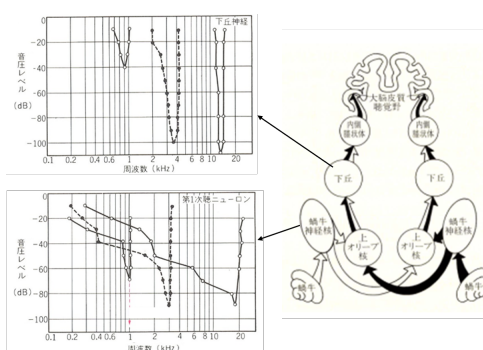 下丘神経
0
−20
−40
−60
−80
−100
音圧レベル
(dB)
0.1 0.2 0.4 0.6 1 2 4 6 8 10 20
周波数(kHz)
第1次聴ニューロン
0
−20
−40
−60
−80
−100
音圧レベル
(dB)
0.1 0.2 0.4 0.6 1 2 4 6 8 10 20
周波数(kHz)
大脳皮質
聴覚野
内側
膝状体
内側
膝状体
下丘
下丘
蝸牛
神経核
上
オリーブ
核
上
オリーブ
核
蝸牛
神経核
蝸牛
蝸牛